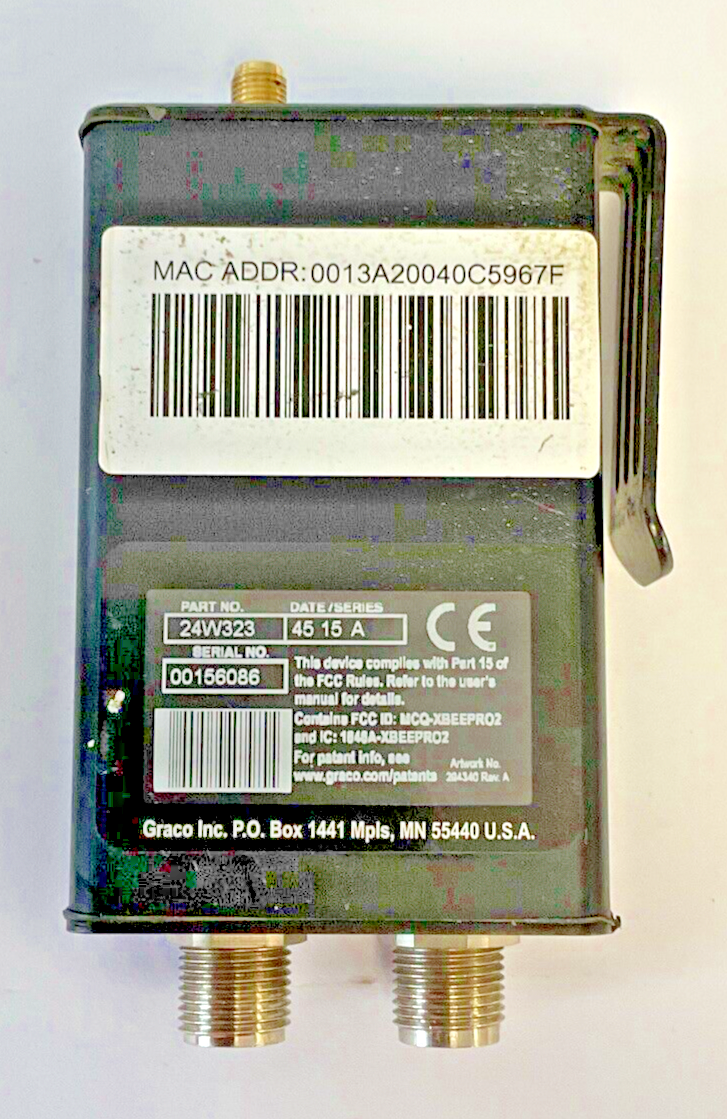 MAC ADDR:0013A20040C5967F
PART NO. DATE/SERIES
24W323 45 15 A
SERIAL NO.
00156086
CE
This device complies with Part 15 of
the FCC Rules. Refer to the user's
manual for details.
Contains FCC ID: MCQ-XBEEPRO2
and IC: 1846A-XBEEPRO2
For patent info, see
www.graco.com/patents
Artwork No.
294340 Rev. A
Graco Inc. P.O. Box 1441 Mpls, MN 55440 U.S.A.